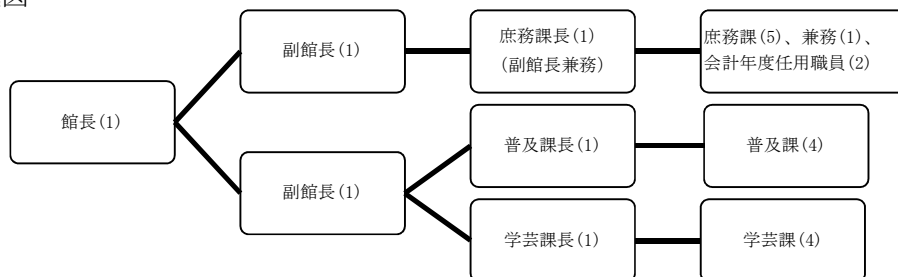 図
副館長(1)
庶務課長(1)
(副館長兼務)
庶務課(5)、兼務(1)、
会計年度任用職員(2)
館長(1)
普及課長(1)
普及課(4)
副館長(1)
学芸課長(1)
学芸課(4)